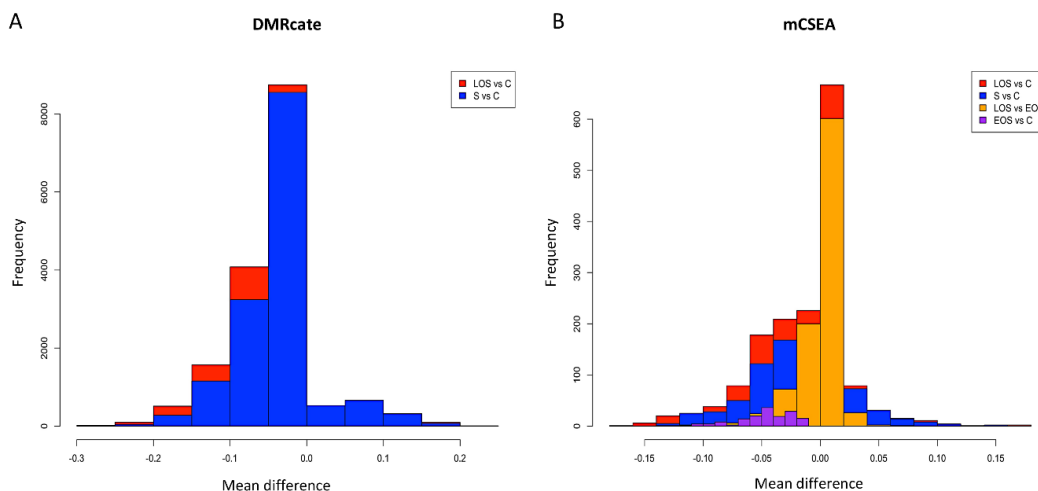 A
DMRcate
LOS vs C
S vs C
Frequency
0
2000
4000
6000
8000
-0.3
-0.2
-0.1
0.0
0.1
0.2
Mean difference
B
mCSEA
LOS vs C
S vs C
LOS vs EO
EOS vs C
Frequency
0
100
200
300
400
500
600
-0.15
-0.10
-0.05
0.00
0.05
0.10
0.15
Mean difference